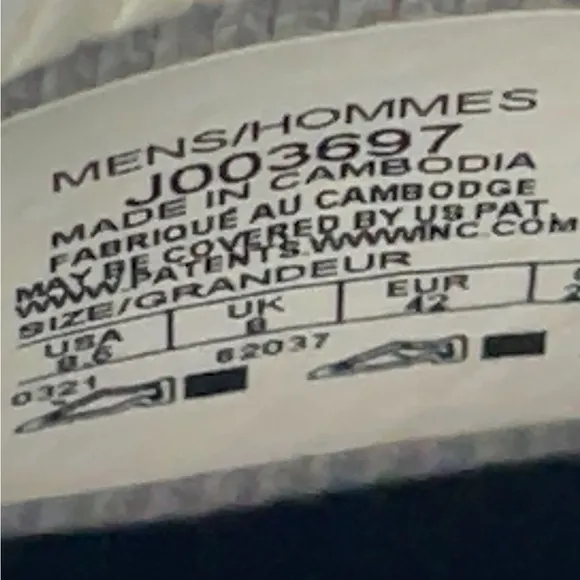 MENS/HOMMES
J003697
MADE IN CAMBODIA
FABRIQUÉ AU CAMBODGE
MAY BE COVERED BY US PAT.
WWW.PATENTS.WWWINC.COM
SIZE/GRANDEUR
USA UK EUR
8.5 8 42
0321 62037